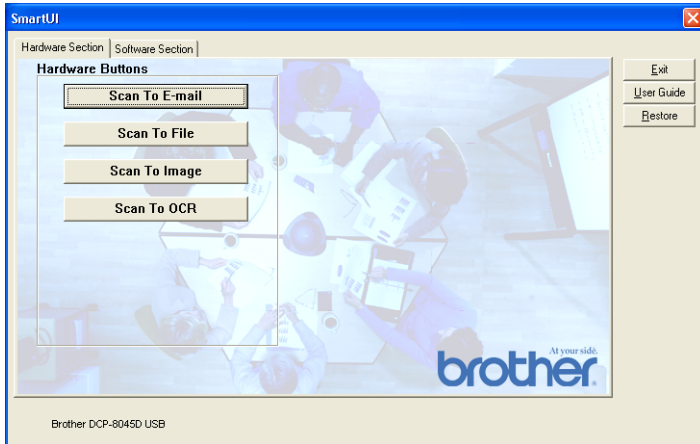 SmartUI
Hardware Section
Software Section
Hardware Buttons
Scan To E-mail
Scan To File
Scan To Image
Scan To OCR
Exit
User Guide
Restore
At your side.
brother
Brother DCP-8045D USB